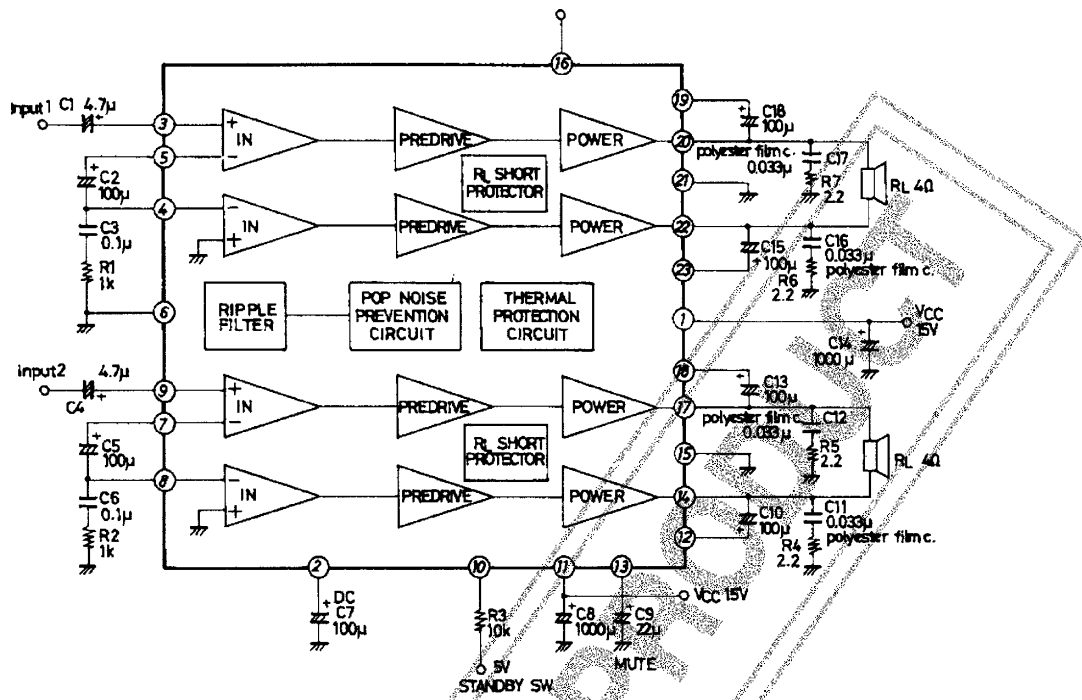 16
Input 1
C1 4.7μ
3
5
C2
100μ
4
C3
0.1μ
R1
1k
6
+
IN
−
PREDRIVE
POWER
RL SHORT
PROTECTOR
−
IN
+
PREDRIVE
POWER
RIPPLE
FILTER
POP NOISE
PREVENTION
CIRCUIT
THERMAL
PROTECTION
CIRCUIT
19
+
C18
100μ
20
polyester film c.
0.033μ
C17
R7
2.2
21
RL 4Ω
22
C15
+
100μ
C16
0.033μ
polyester film c.
R6
2.2
23
1
VCC
15V
+
C14
1000μ
input2
4.7μ
+
C4
9
7
+
C5
100μ
8
C6
0.1μ
R2
1k
+
IN
−
PREDRIVE
POWER
RL SHORT
PROTECTOR
−
IN
+
PREDRIVE
POWER
18
+
C13
100μ
17
polyester film c.
0.033μ
C12
R5
2.2
15
RL 4Ω
14
C10
+
100μ
C11
0.033μ
polyester film c.
R4
2.2
12
2
DC
+
C7
100μ
10
R3
10k
5V
STANDBY SW
11
+
C8
1000μ
13
+
C9
22μ
MUTE
VCC 15V
PRODUCT